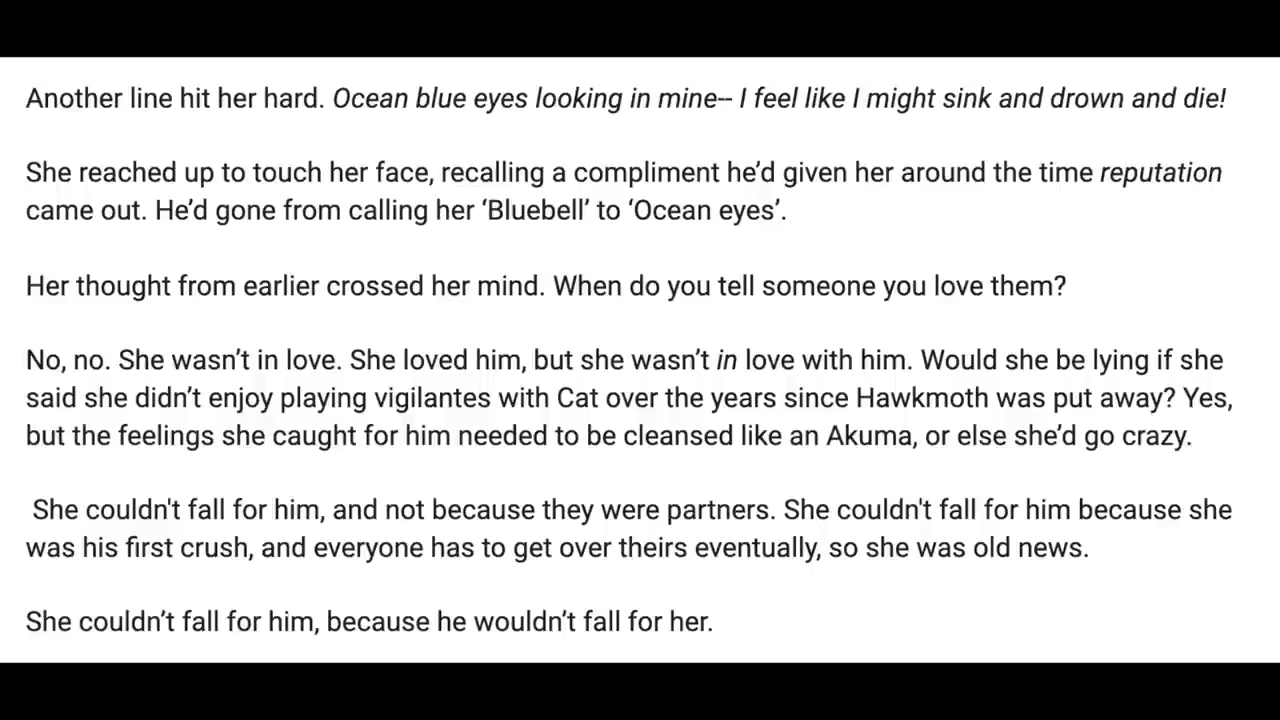 Another line hit her hard. Ocean blue eyes looking in mine-- I feel like I might sink and drown and die!
She reached up to touch her face, recalling a compliment he’d given her around the time reputation
came out. He’d gone from calling her ‘Bluebell’ to ‘Ocean eyes’.
Her thought from earlier crossed her mind. When do you tell someone you love them?
No, no. She wasn’t in love. She loved him, but she wasn’t in love with him. Would she be lying if she
said she didn’t enjoy playing vigilantes with Cat over the years since Hawkmoth was put away? Yes,
but the feelings she caught for him needed to be cleansed like an Akuma, or else she’d go crazy.
She couldn't fall for him, and not because they were partners. She couldn't fall for him because she
was his first crush, and everyone has to get over theirs eventually, so she was old news.
She couldn’t fall for him, because he wouldn’t fall for her.